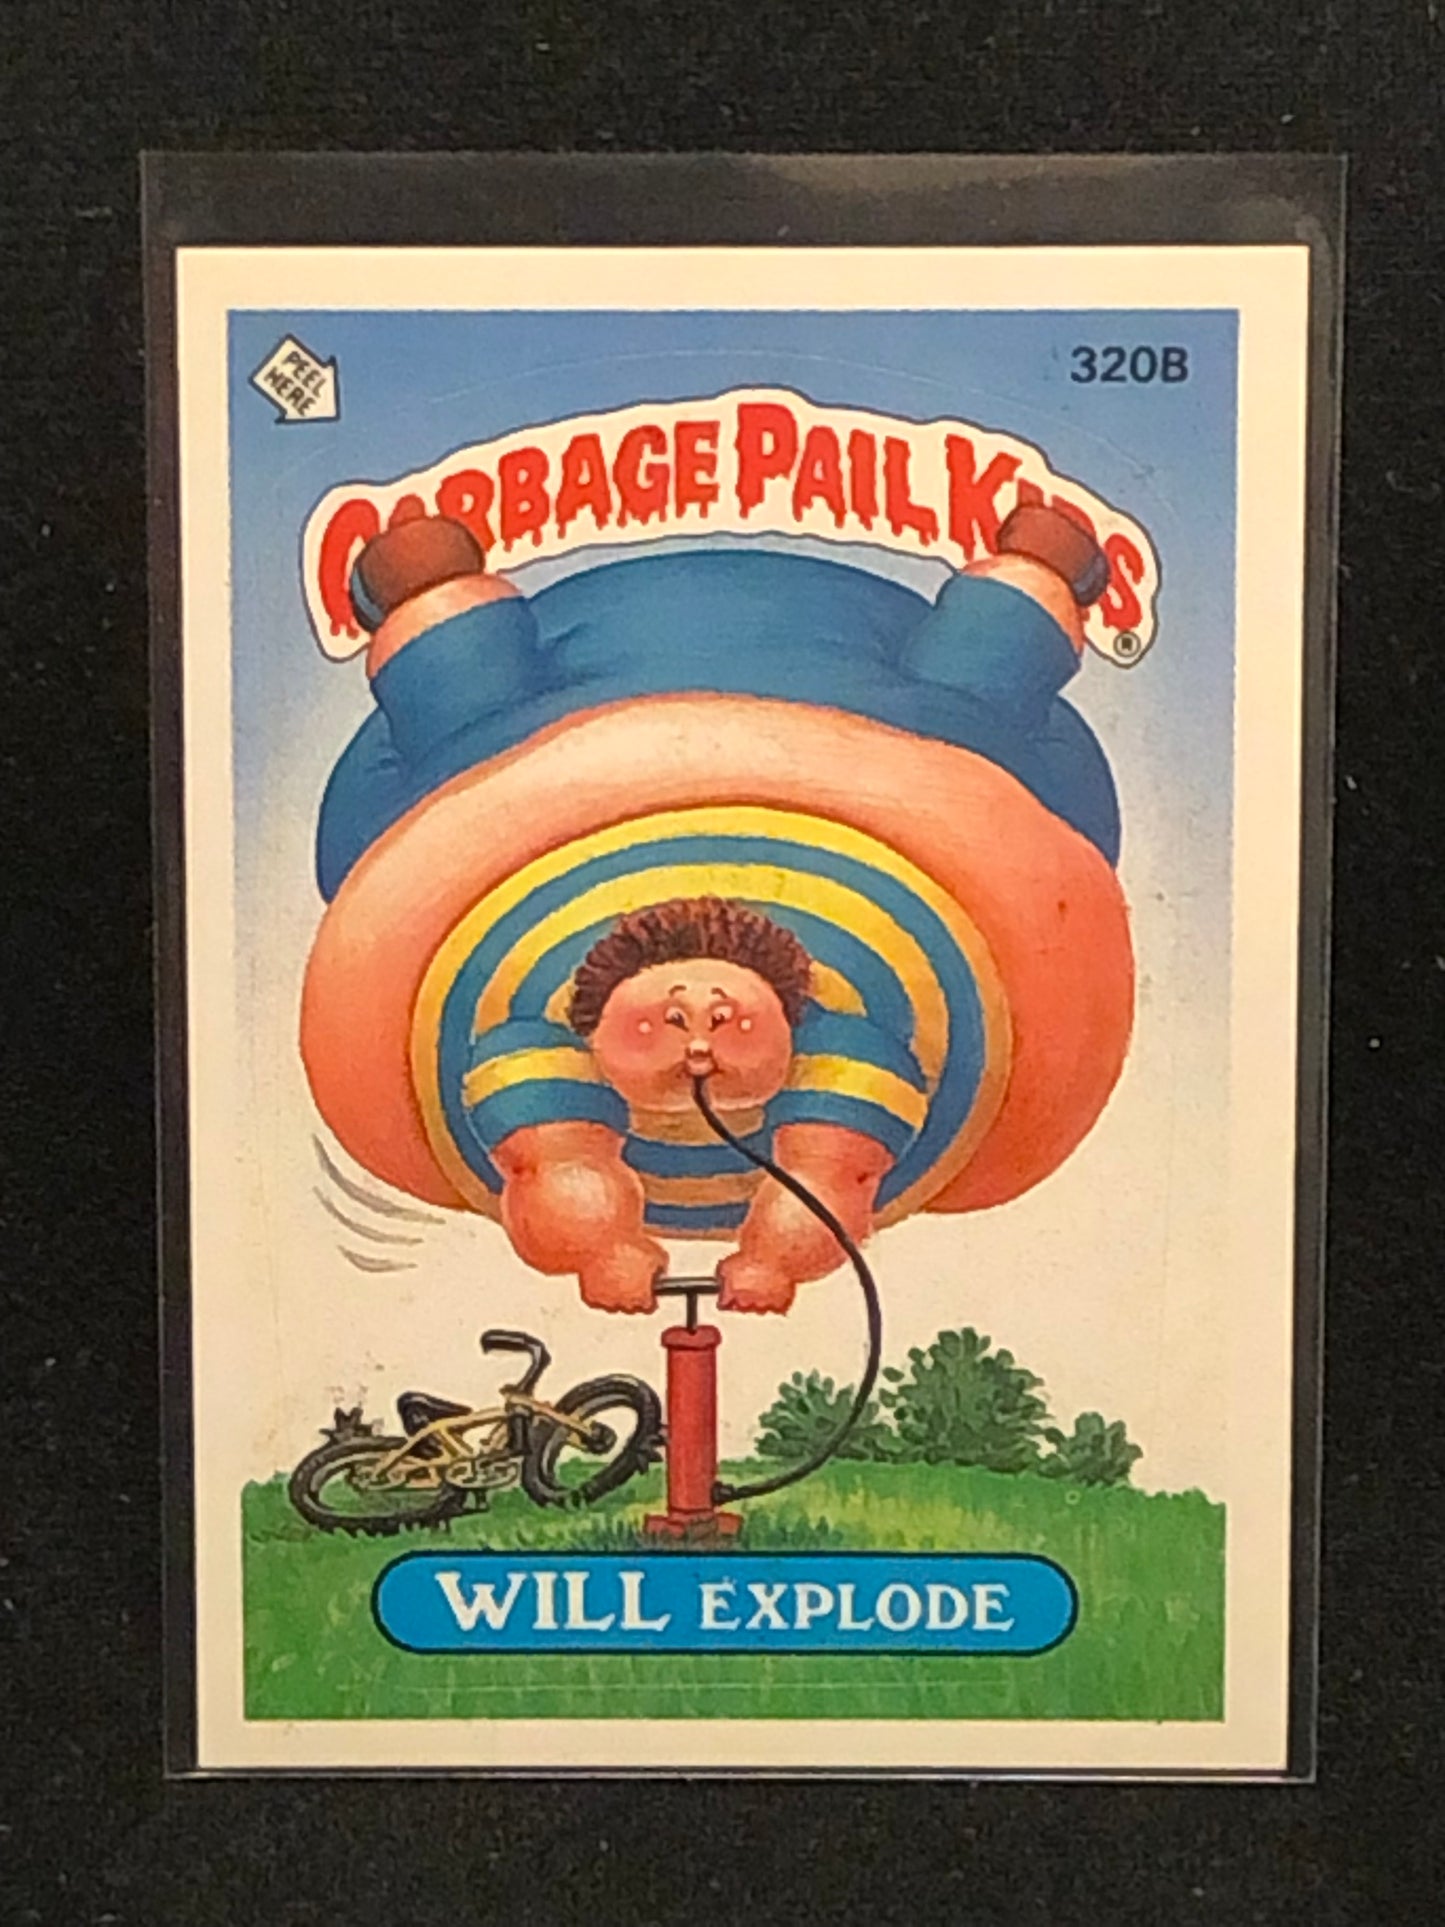 PEEL
HERE
320B
GARBAGE PAIL KIDS
®
WILL EXPLODE